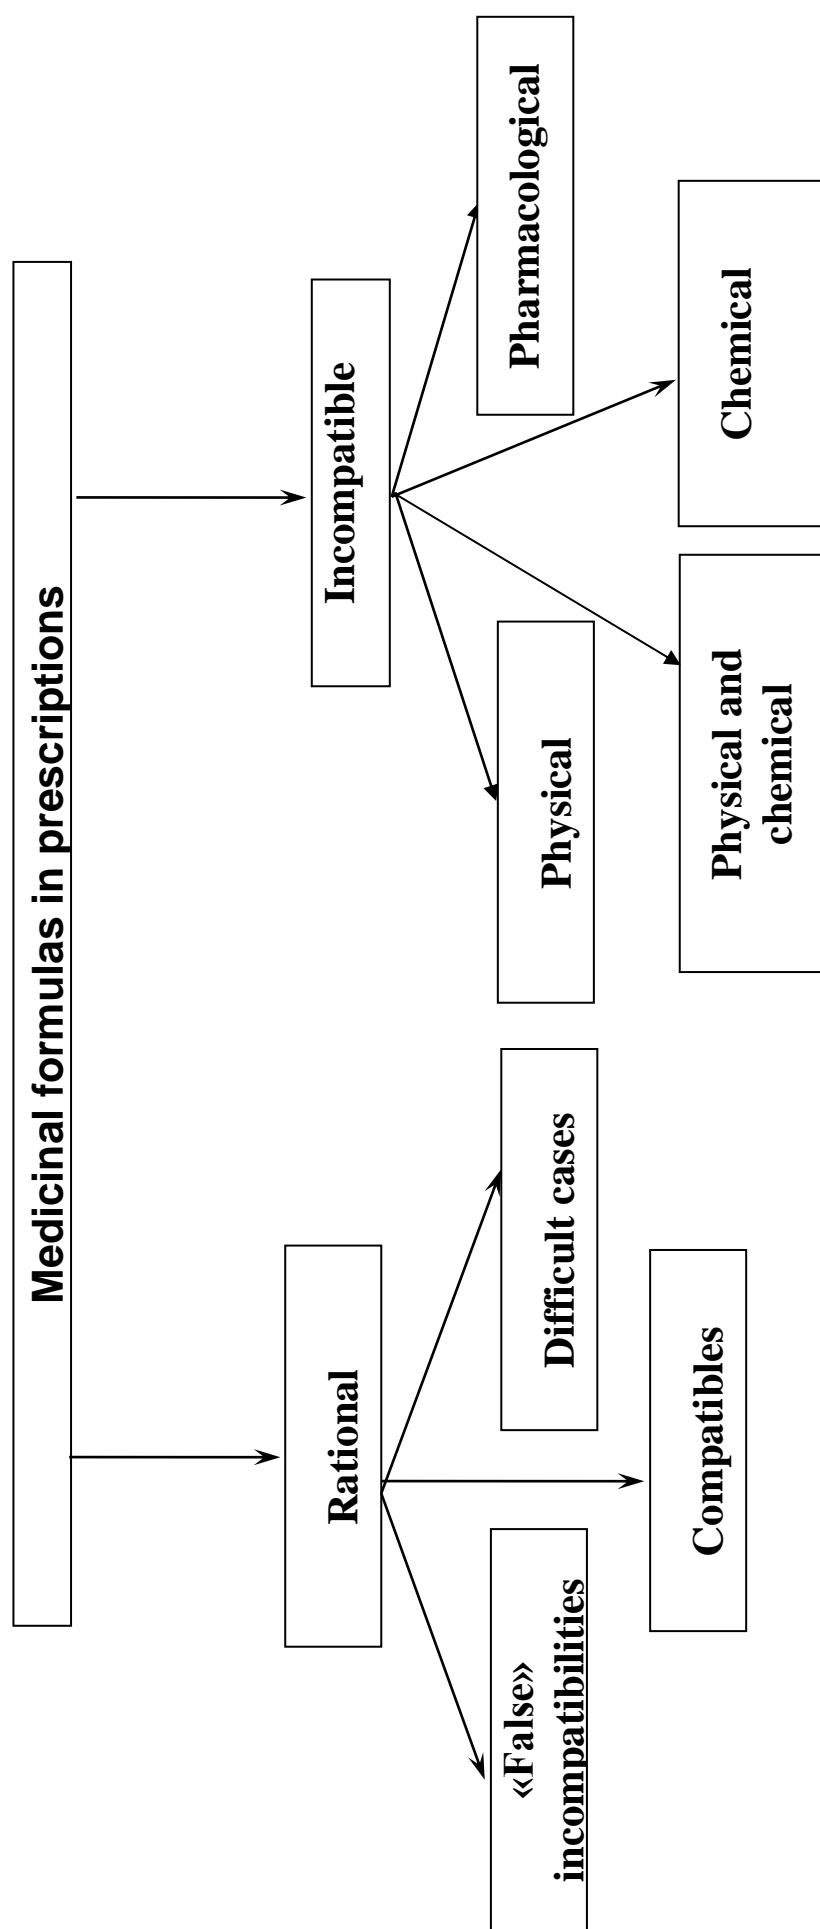 Medicinal formulas in prescriptions
Rational
Incompatible
«False»
incompatibilities
Difficult cases
Physical
Pharmacological
Compatibles
Physical and
chemical
Chemical